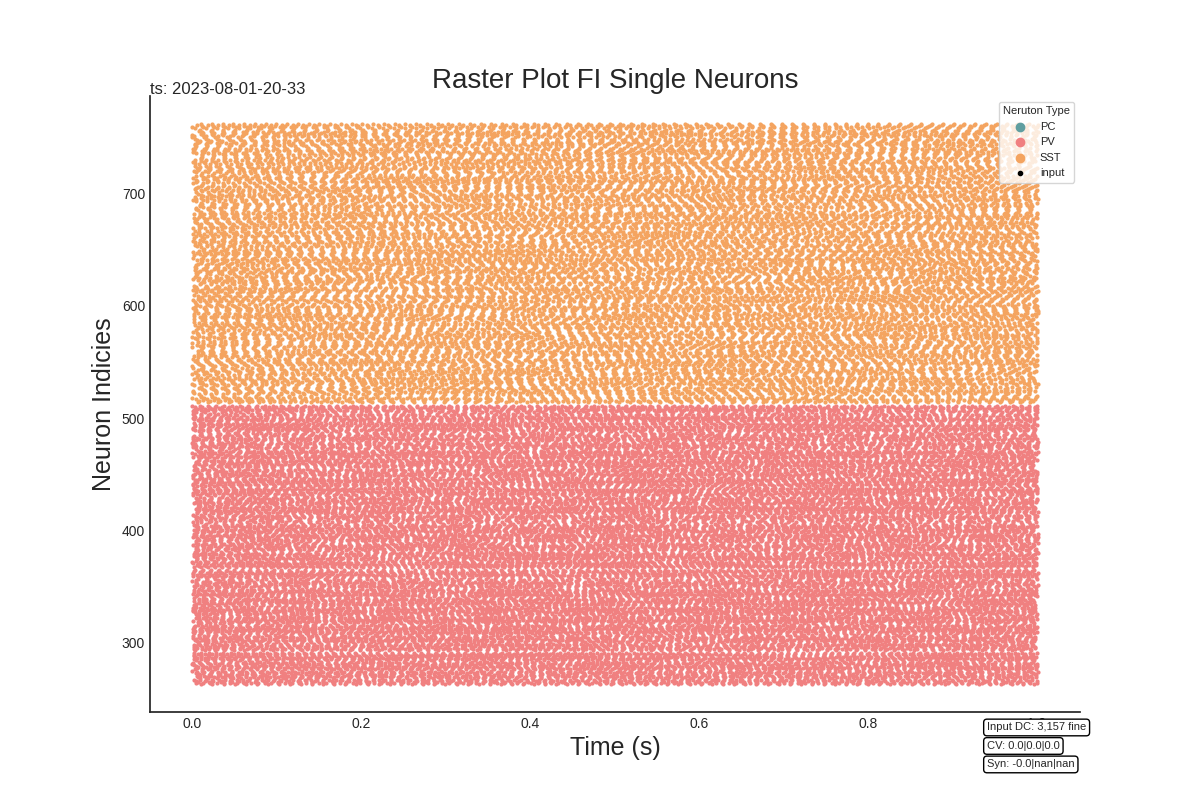 Raster Plot FI Single Neurons
ts: 2023-08-01-20-33
Neruton Type
PC
PV
SST
input
700
600
500
400
300
Neuron Indicies
0.0 0.2 0.4 0.6 0.8
Time (s)
Input DC: 3,157 fine
CV: 0.0|0.0|0.0
Syn: -0.0|nan|nan